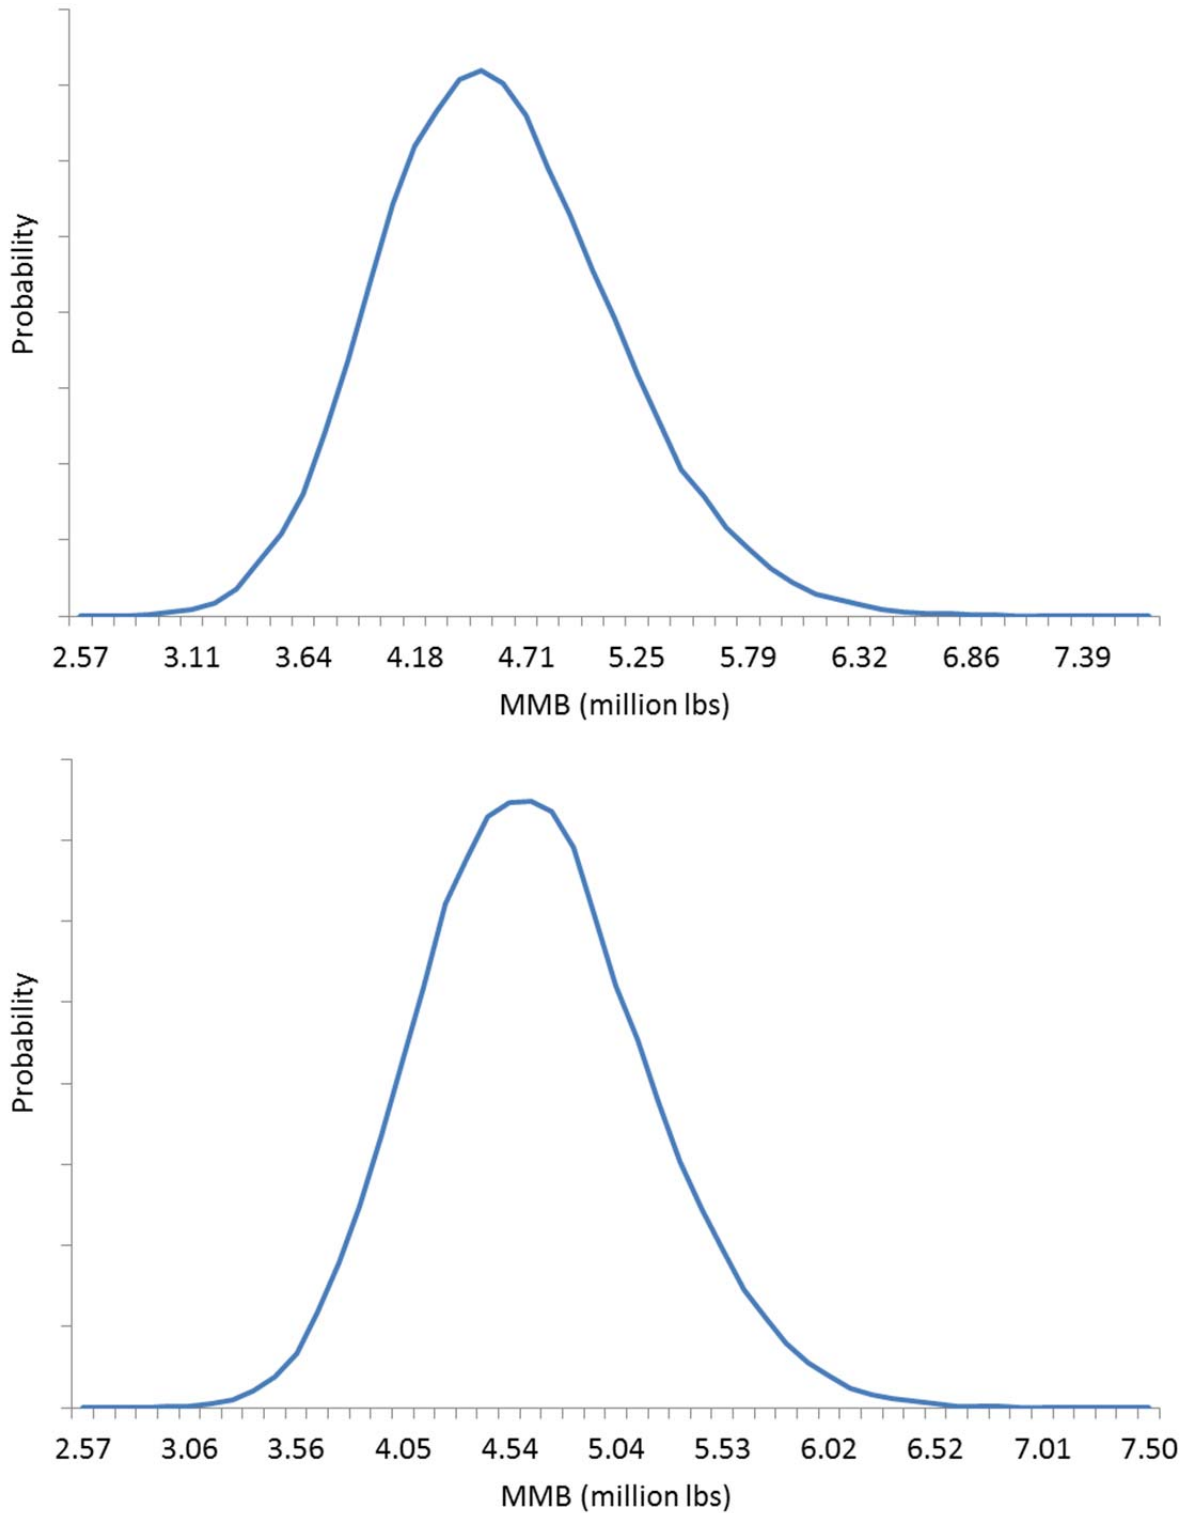 Probability
2.57 3.11 3.64 4.18 4.71 5.25 5.79 6.32 6.86 7.39
MMB (million lbs)
Probability
2.57 3.06 3.56 4.05 4.54 5.04 5.53 6.02 6.52 7.01 7.50
MMB (million lbs)